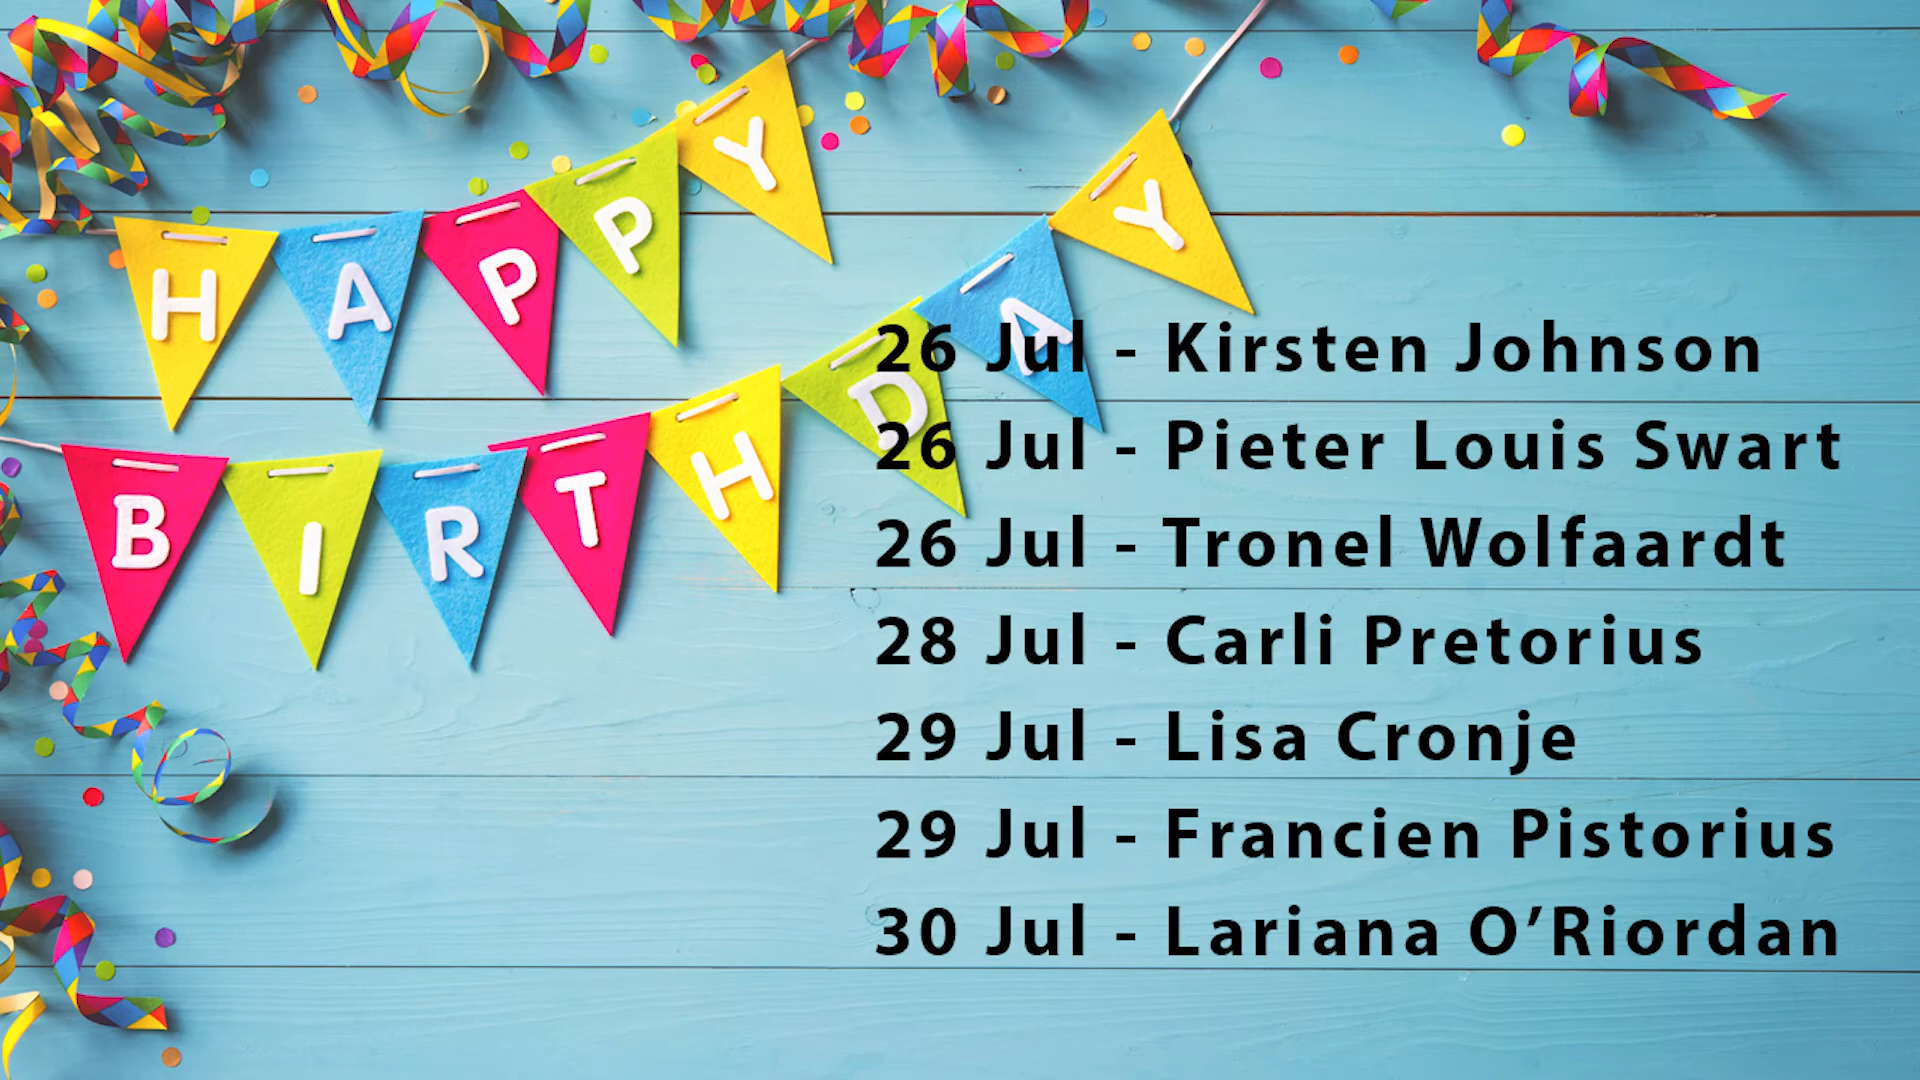 HAPPY
BIRTHDAY
26 Jul - Kirsten Johnson
26 Jul - Pieter Louis Swart
26 Jul - Tronel Wolfaardt
28 Jul - Carli Pretorius
29 Jul - Lisa Cronje
29 Jul - Francien Pistorius
30 Jul - Lariana O’Riordan